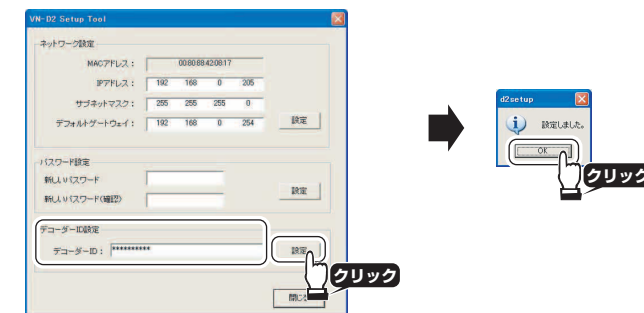 VN-D2 Setup Tool
ネットワーク設定
MACアドレス： 008088420817
IPアドレス： 192 168 0 205
サブネットマスク： 255 255 255 0
デフォルトゲートウェイ： 192 168 0 254 設定
パスワード設定
新しいパスワード
新しいパスワード(確認) 設定
デコーダーID設定
デコーダーID： ********** 設定
クリック
閉じる
d2setup
設定しました。
OK
クリック